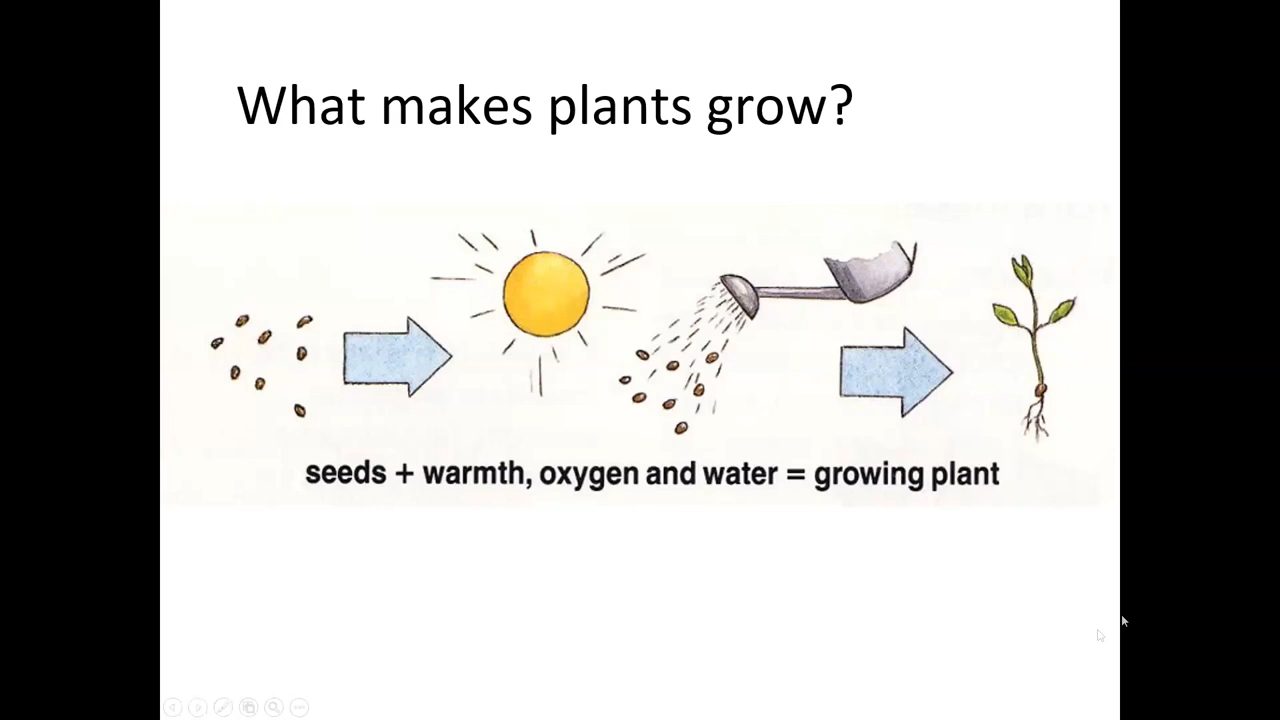 What makes plants grow?
seeds + warmth, oxygen and water = growing plant